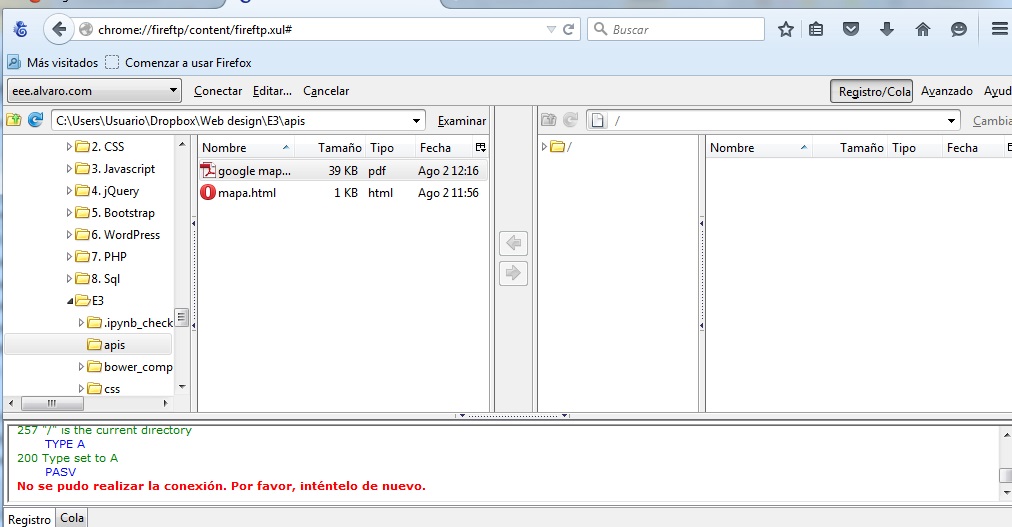 chrome://fireftp/content/fireftp.xul#
Buscar
Más visitados
Comenzar a usar Firefox
eee.alvaro.com
Conectar
Editar...
Cancelar
Registro/Cola
Avanzado
Ayud
C:\Users\Usuario\Dropbox\Web design\E3\apis
Examinar
/
Cambia
2. CSS
3. Javascript
4. jQuery
5. Bootstrap
6. WordPress
7. PHP
8. Sql
E3
.ipynb_check
apis
bower_comp
css
Nombre Tamaño Tipo Fecha
google map... 39 KB pdf Ago 2 12:16
mapa.html 1 KB html Ago 2 11:56
/
Nombre Tamaño Tipo Fecha
257 "/" is the current directory
TYPE A
200 Type set to A
PASV
No se pudo realizar la conexión. Por favor, inténtelo de nuevo.
Registro
Cola